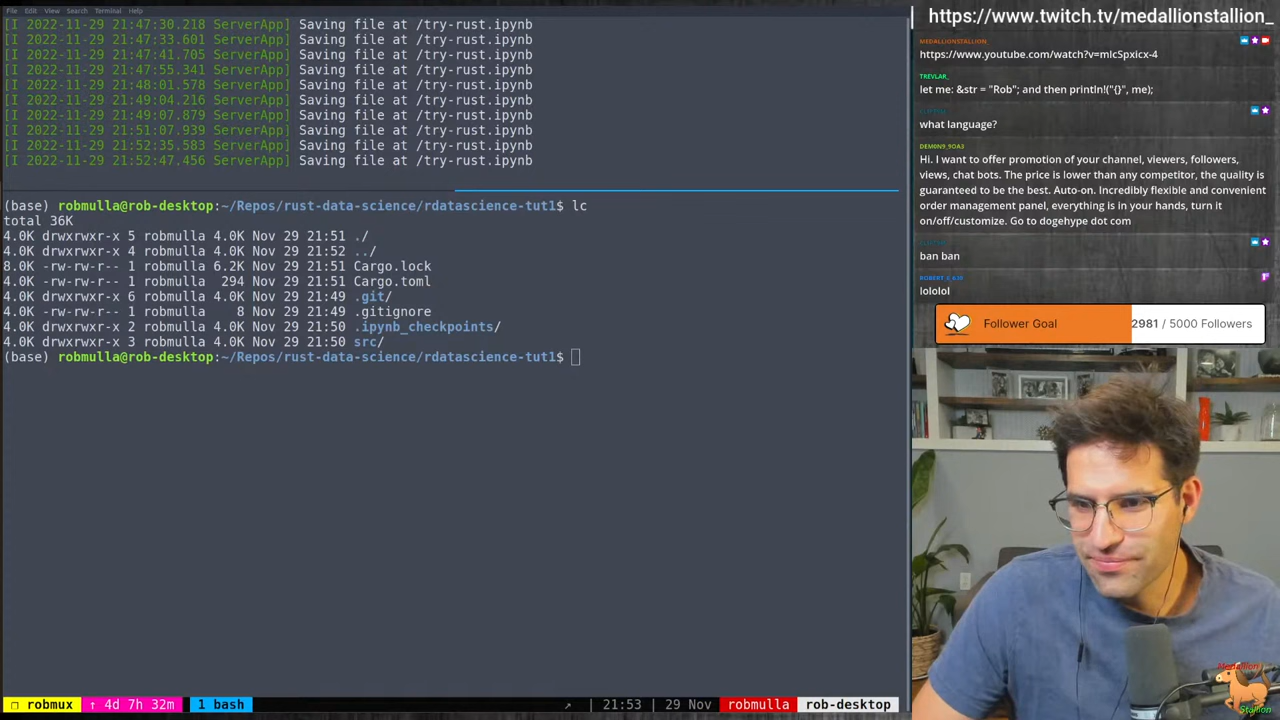 File Edit View Search Terminal Help
[I 2022-11-29 21:47:30.218 ServerApp] Saving file at /try-rust.ipynb
[I 2022-11-29 21:47:33.601 ServerApp] Saving file at /try-rust.ipynb
[I 2022-11-29 21:47:41.705 ServerApp] Saving file at /try-rust.ipynb
[I 2022-11-29 21:47:55.341 ServerApp] Saving file at /try-rust.ipynb
[I 2022-11-29 21:48:01.578 ServerApp] Saving file at /try-rust.ipynb
[I 2022-11-29 21:49:04.216 ServerApp] Saving file at /try-rust.ipynb
[I 2022-11-29 21:49:07.879 ServerApp] Saving file at /try-rust.ipynb
[I 2022-11-29 21:51:07.939 ServerApp] Saving file at /try-rust.ipynb
[I 2022-11-29 21:52:35.583 ServerApp] Saving file at /try-rust.ipynb
[I 2022-11-29 21:52:47.456 ServerApp] Saving file at /try-rust.ipynb
(base) robmulla@rob-desktop:~/Repos/rust-data-science/rdatascience-tut1$ lc
total 36K
4.0K drwxrwxr-x 5 robmulla 4.0K Nov 29 21:51 ./
4.0K drwxrwxr-x 4 robmulla 4.0K Nov 29 21:52 ../
8.0K -rw-rw-r-- 1 robmulla 6.2K Nov 29 21:51 Cargo.lock
4.0K -rw-rw-r-- 1 robmulla 294 Nov 29 21:51 Cargo.toml
4.0K drwxrwxr-x 6 robmulla 4.0K Nov 29 21:49 .git/
4.0K -rw-rw-r-- 1 robmulla 8 Nov 29 21:49 .gitignore
4.0K drwxrwxr-x 2 robmulla 4.0K Nov 29 21:50 .ipynb_checkpoints/
4.0K drwxrwxr-x 3 robmulla 4.0K Nov 29 21:50 src/
(base) robmulla@rob-desktop:~/Repos/rust-data-science/rdatascience-tut1$
robmux ↑ 4d 7h 32m 1 bash ↗ | 21:53 | 29 Nov robmulla rob-desktop
https://www.twitch.tv/medallionstallion_
MEDALLIONSTALLION
https://www.youtube.com/watch?v=mlcSpxicx-4
TREVLAR_
let me: &str = "Rob"; and then println!("{}", me);
what language?
DEM0N9_9OA3
Hi. I want to offer promotion of your channel, viewers, followers,
views, chat bots. The price is lower than any competitor, the quality is
guaranteed to be the best. Auto-on. Incredibly flexible and convenient
order management panel, everything is in your hands, turn it
on/off/customize. Go to dogehype dot com
ban ban
lololol
Follower Goal 2981 / 5000 Followers
Medallion
Stallion